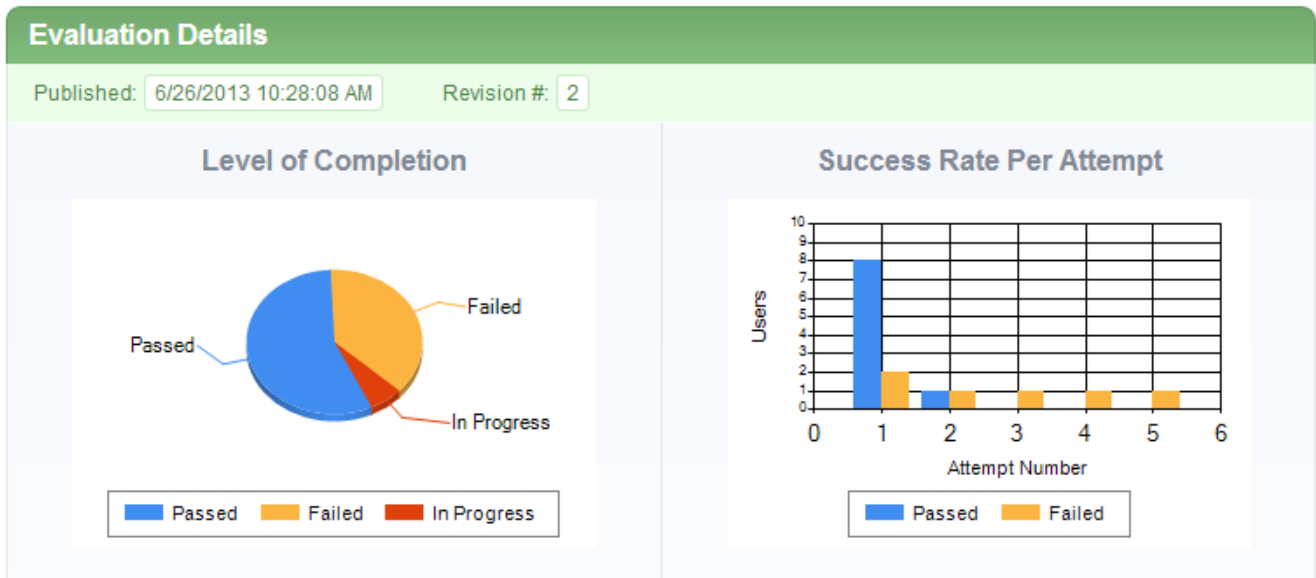 Evaluation Details
Published: 6/26/2013 10:28:08 AM Revision #: 2
Level of Completion
Passed
Failed
In Progress
Passed Failed In Progress
Success Rate Per Attempt
Users
10
9
8
7
6
5
4
3
2
1
0
0 1 2 3 4 5 6
Attempt Number
Passed Failed